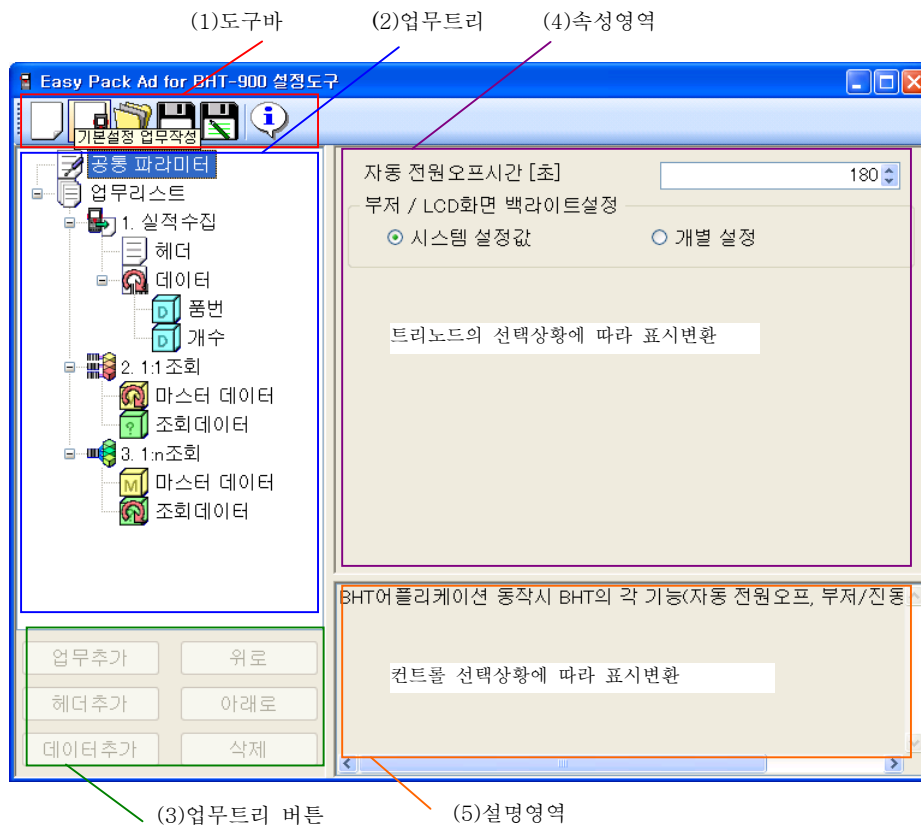 (1)도구바
(2)업무트리
(4)속성영역
Easy Pack Ad for BHT-900 설정도구
기본설정 업무작성
공통 파라미터
업무리스트
1. 실적수집
헤더
데이터
품번
개수
2. 1:1조회
마스터 데이터
조회데이터
3. 1:n조회
마스터 데이터
조회데이터
자동 전원오프시간 [초]
180
부저 / LCD화면 백라이트설정
시스템 설정값
개별 설정
트리노드의 선택상황에 따라 표시변환
BHT어플리케이션 동작시 BHT의 각 기능(자동 전원오프, 부저/진동
컨트롤 선택상황에 따라 표시변환
업무추가
위로
헤더추가
아래로
데이터추가
삭제
(3)업무트리 버튼
(5)설명영역